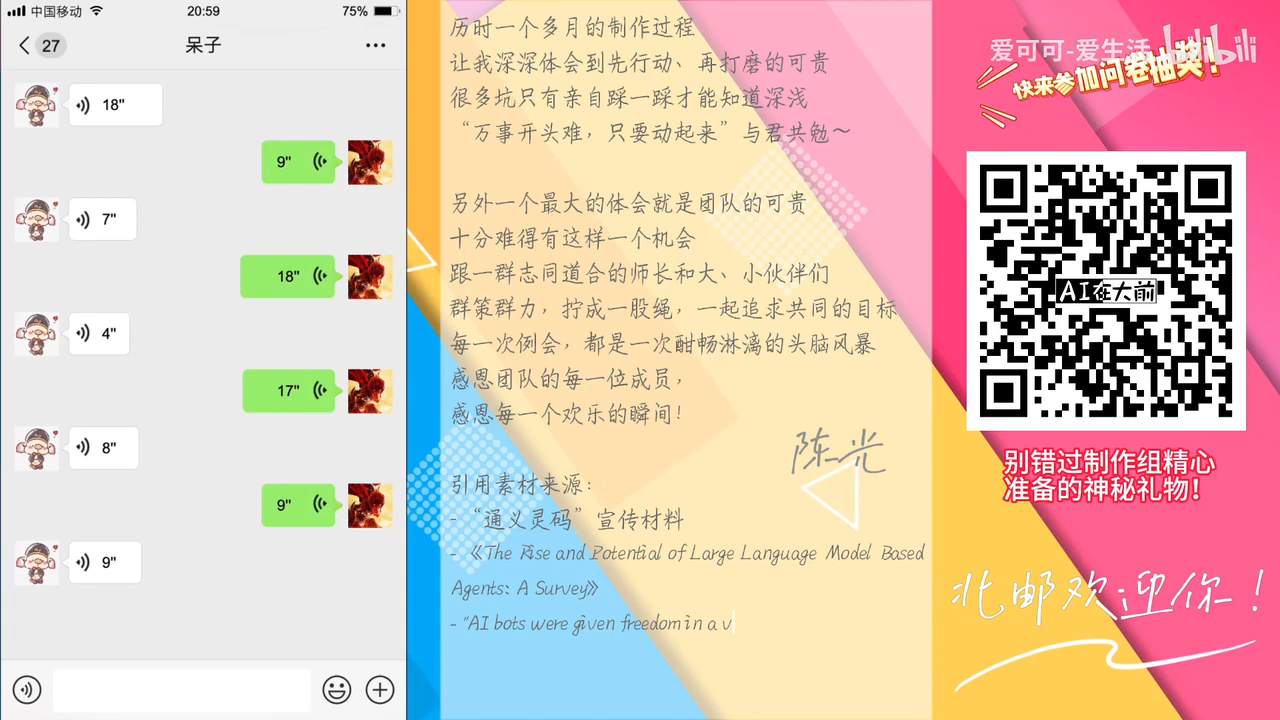 中国移动
20:59
75%
27
呆子
18"
9"
7"
18"
4"
17"
8"
9"
9"
历时一个多月的制作过程
让我深深体会到先行动、再打磨的可贵
很多坑只有亲自踩一踩才能知道深浅
“万事开头难，只要动起来”与君共勉～
另外一个最大的体会就是团队的可贵
十分难得有这样一个机会
跟一群志同道合的师长和大、小伙伴们
群策群力，拧成一股绳，一起追求共同的目标
每一次例会，都是一次酣畅淋漓的头脑风暴
感恩团队的每一位成员，
感恩每一个欢乐的瞬间！
陈光
引用素材来源：
- “通义灵码”宣传材料
- 《The Rise and Potential of Large Language Model Based
Agents: A Survey》
- "AI bots were given freedom in a v
爱可可-爱生活
bilibili
快来参加问卷抽奖！
AI在大前
别错过制作组精心
准备的神秘礼物！
北邮欢迎你！